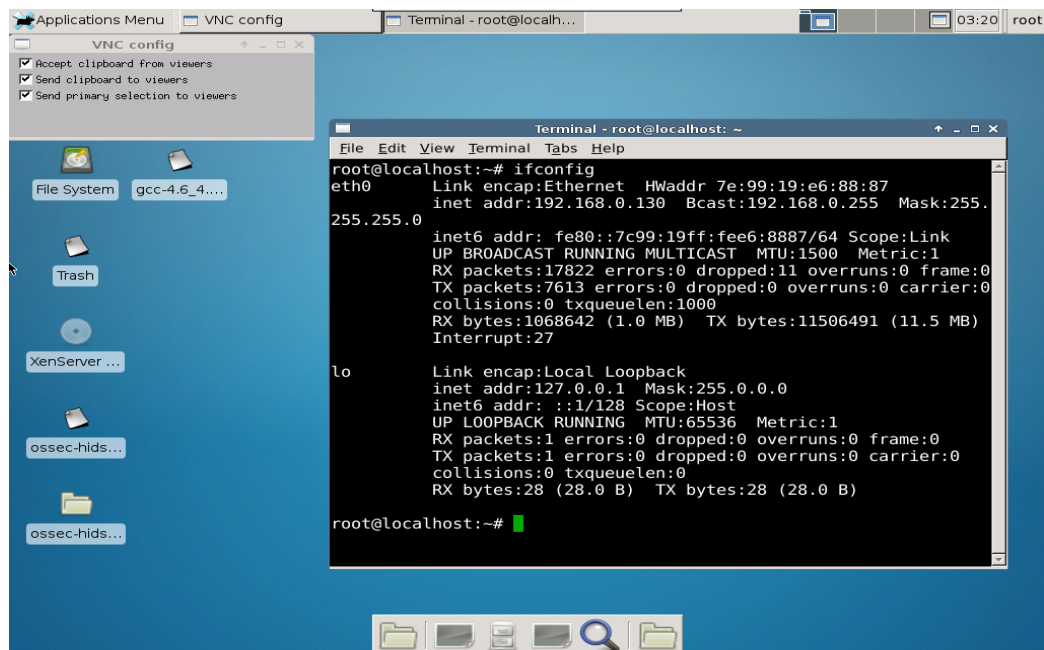 Applications Menu VNC config Terminal - root@localh... 03:20 root
VNC config
Accept clipboard from viewers
Send clipboard to viewers
Send primary selection to viewers
File System gcc-4.6_4....
Trash
XenServer ...
ossec-hids...
ossec-hids...
Terminal - root@localhost: ~
File Edit View Terminal Tabs Help
root@localhost:~# ifconfig
eth0 Link encap:Ethernet HWaddr 7e:99:19:e6:88:87
inet addr:192.168.0.130 Bcast:192.168.0.255 Mask:255.
255.255.0
inet6 addr: fe80::7c99:19ff:fee6:8887/64 Scope:Link
UP BROADCAST RUNNING MULTICAST MTU:1500 Metric:1
RX packets:17822 errors:0 dropped:11 overruns:0 frame:0
TX packets:7613 errors:0 dropped:0 overruns:0 carrier:0
collisions:0 txqueuelen:1000
RX bytes:1068642 (1.0 MB) TX bytes:11506491 (11.5 MB)
Interrupt:27
lo Link encap:Local Loopback
inet addr:127.0.0.1 Mask:255.0.0.0
inet6 addr: ::1/128 Scope:Host
UP LOOPBACK RUNNING MTU:65536 Metric:1
RX packets:1 errors:0 dropped:0 overruns:0 frame:0
TX packets:1 errors:0 dropped:0 overruns:0 carrier:0
collisions:0 txqueuelen:0
RX bytes:28 (28.0 B) TX bytes:28 (28.0 B)
root@localhost:~#